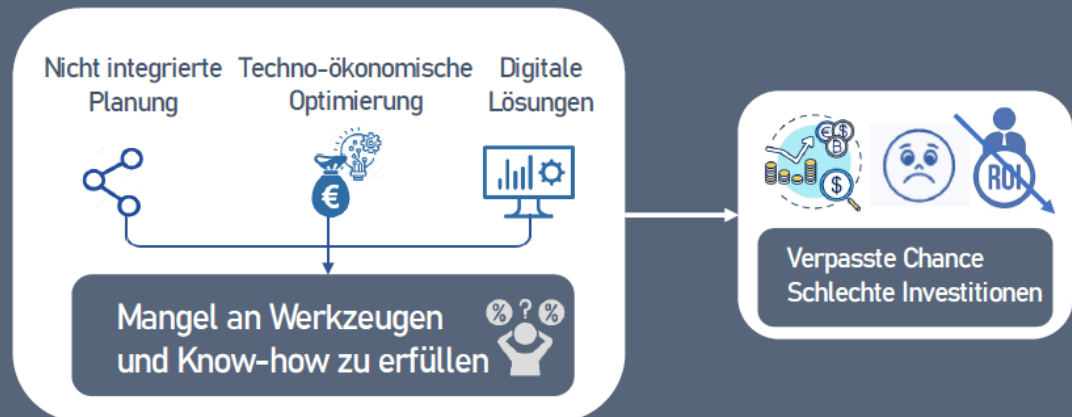 Nicht integrierte
Planung
Techno-ökonomische
Optimierung
Digitale
Lösungen
€
Mangel an Werkzeugen
und Know-how zu erfüllen
% ? %
€ $
B
$
ROI
Verpasste Chance
Schlechte Investitionen